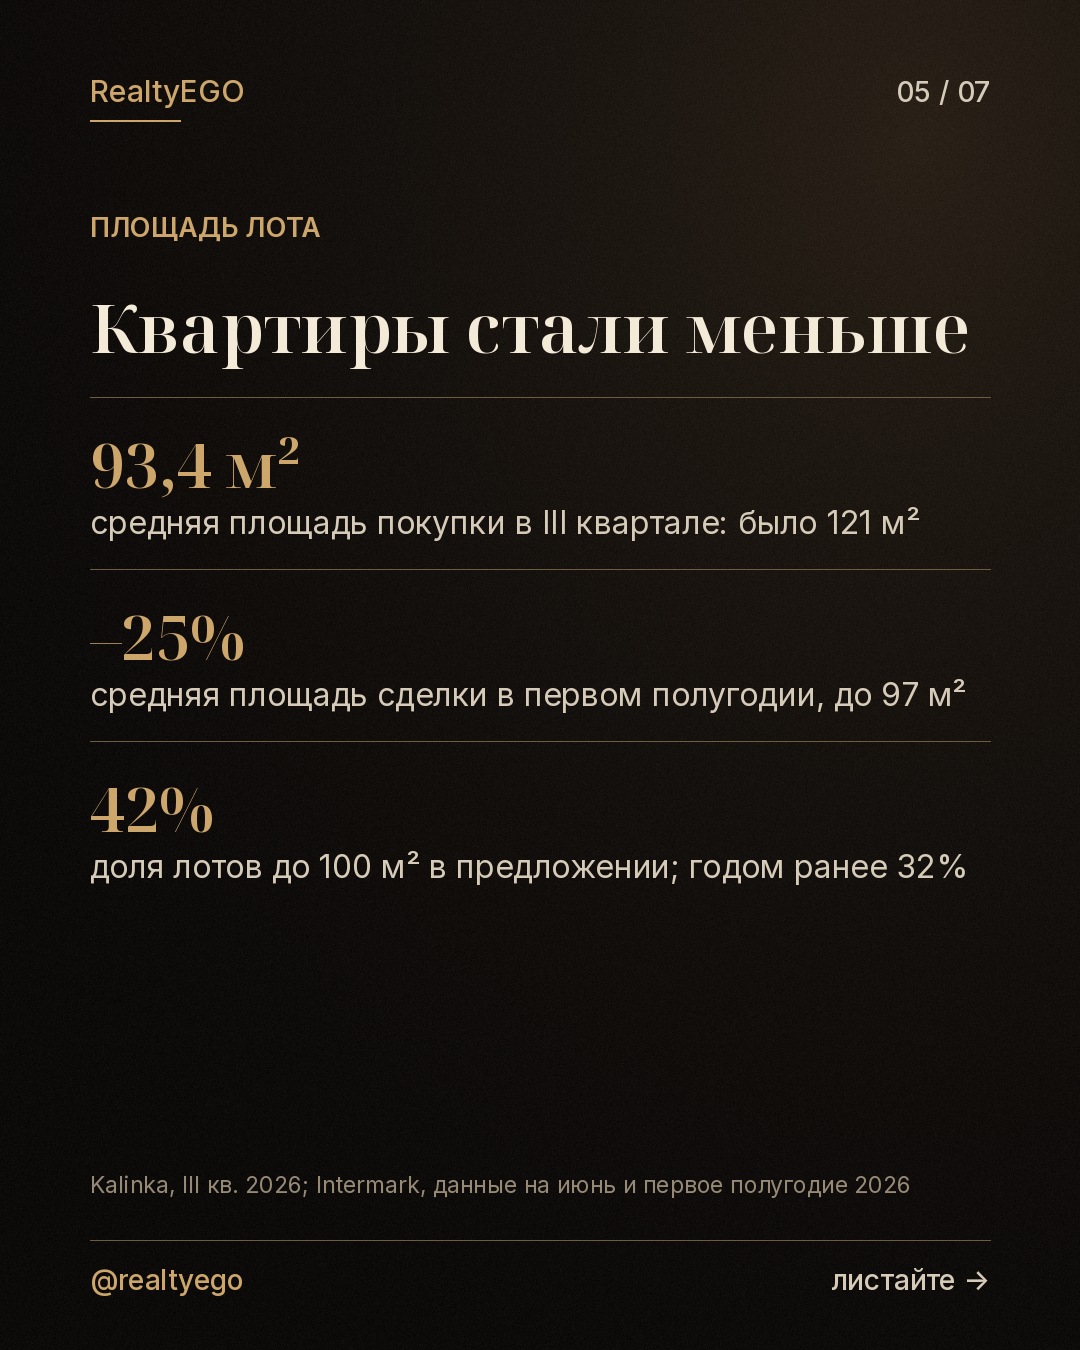 RealtyEGO
05 / 07
ПЛОЩАДЬ ЛОТА
Квартиры стали меньше
93,4 м²
средняя площадь покупки в III квартале: было 121 м²
–25%
средняя площадь сделки в первом полугодии, до 97 м²
42%
доля лотов до 100 м² в предложении; годом ранее 32%
Kalinka, III кв. 2026; Intermark, данные на июнь и первое полугодие 2026
@realtyego
листайте →